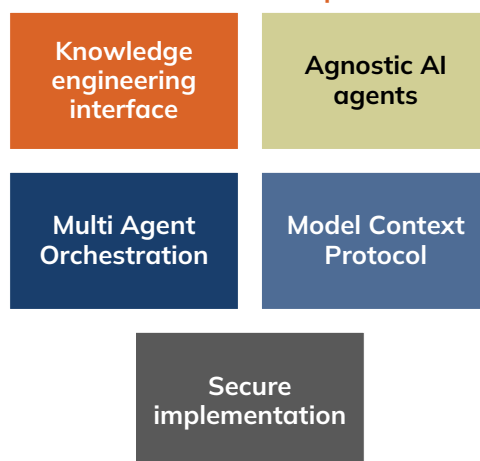 Knowledge
engineering
interface
Agnostic AI
agents
Multi Agent
Orchestration
Model Context
Protocol
Secure
implementation